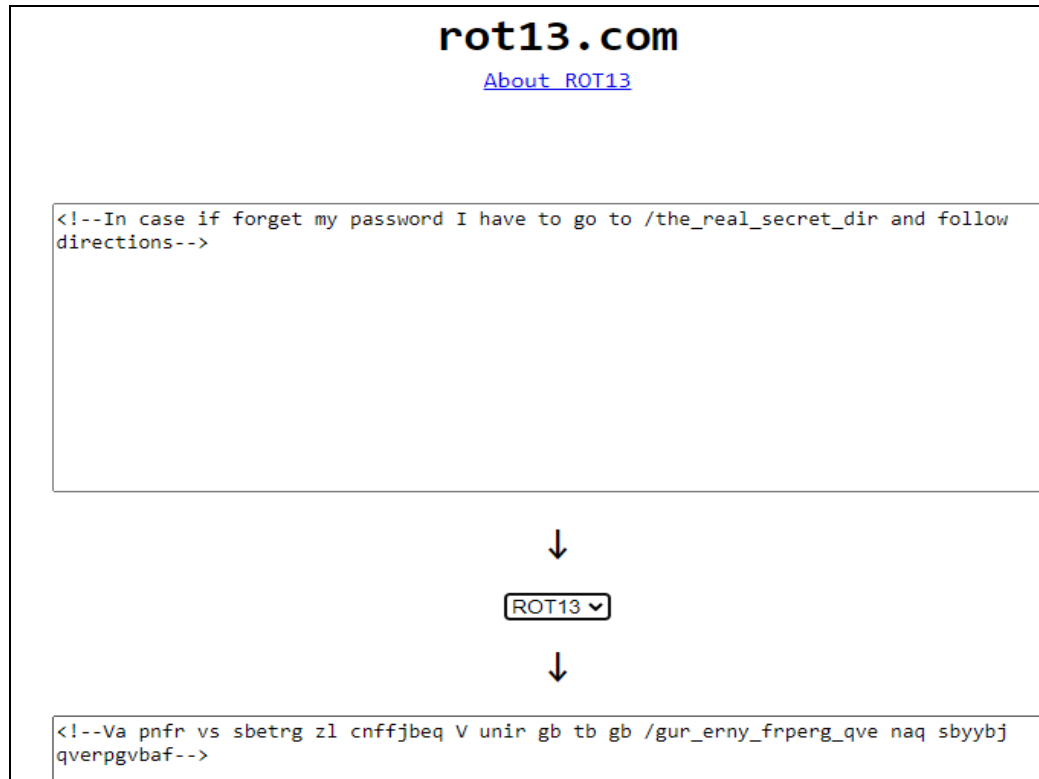 rot13.com
About ROT13
<!--In case if forget my password I have to go to /the_real_secret_dir and follow
directions-->
↓
ROT13
↓
<!--Va pnfr vs sbetrg zl cnffjbeq V unir gb tb gb /gur_erny_frperg_qve naq sbyybj
qverpgvbaf-->